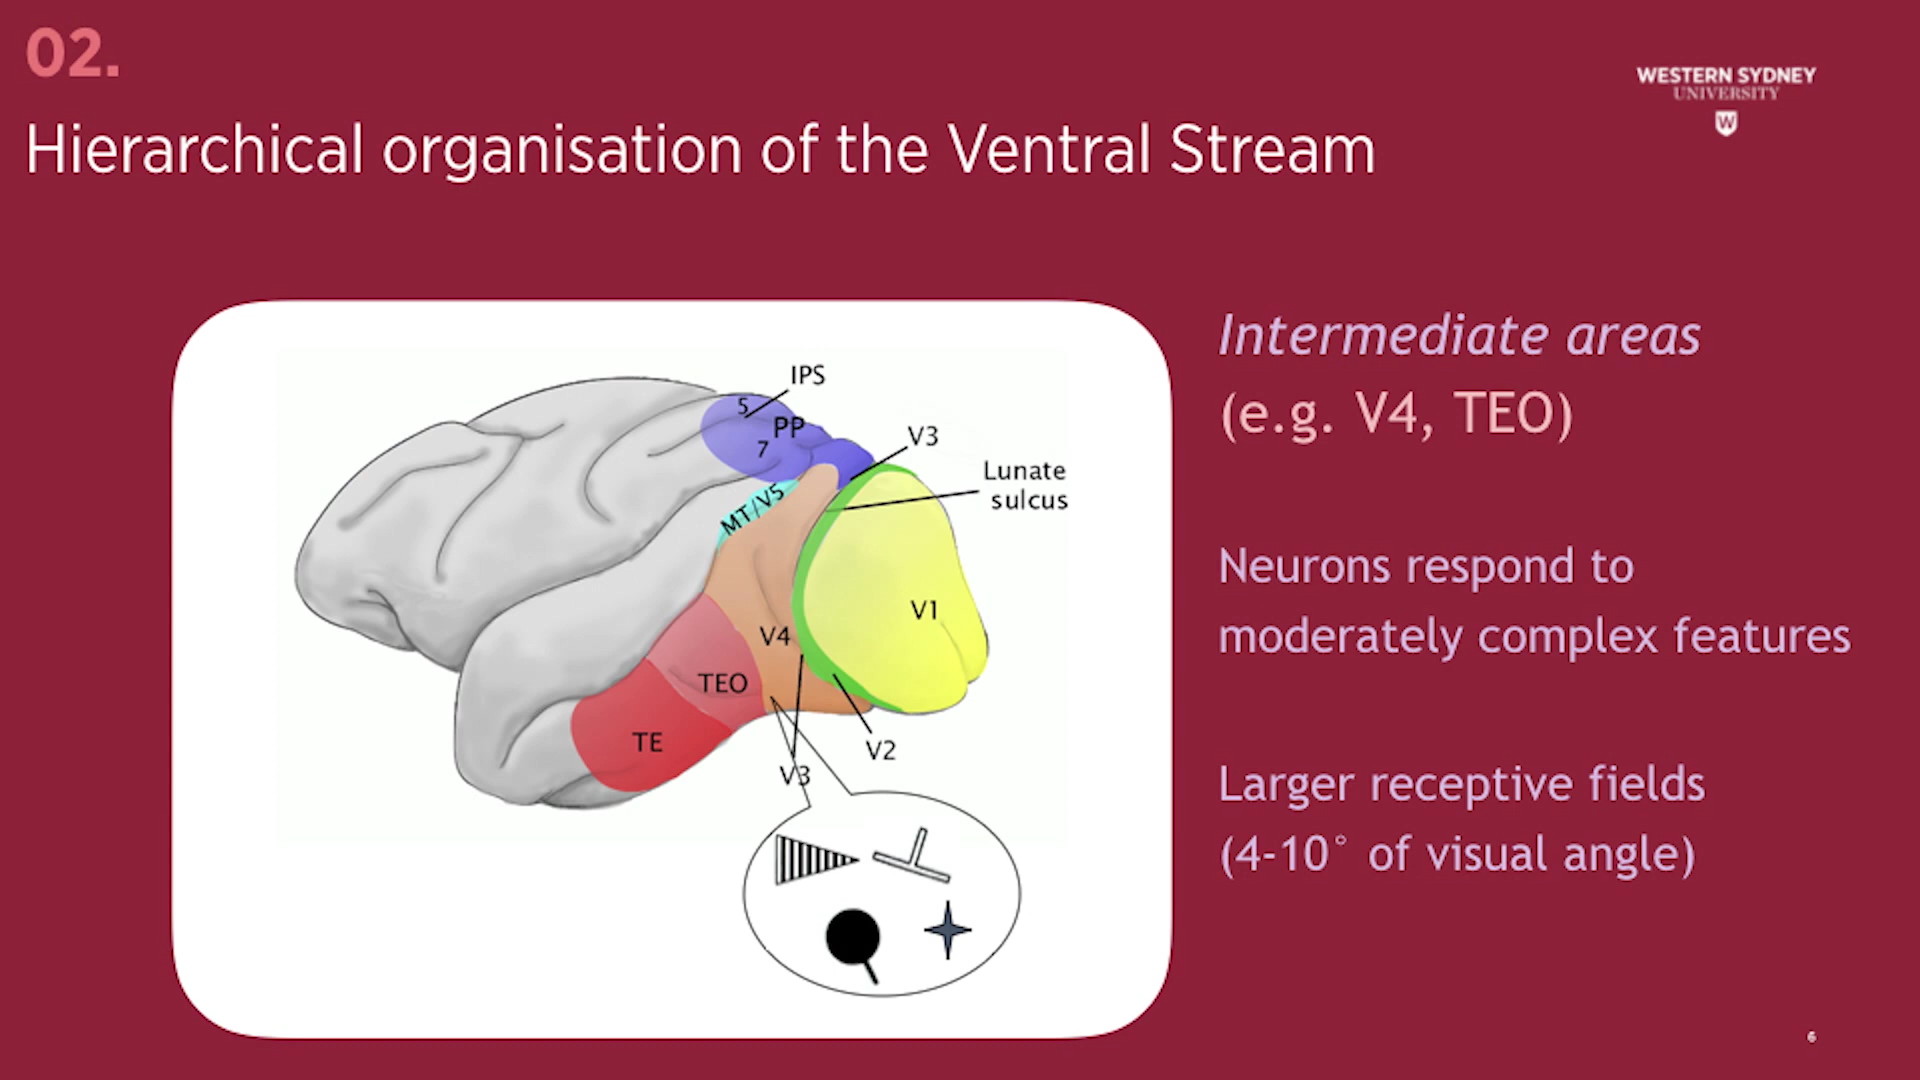 02.
WESTERN SYDNEY
UNIVERSITY
W
Hierarchical organisation of the Ventral Stream
IPS
5
PP
7
V3
Lunate
sulcus
MT/V5
V1
V4
TEO
TE
V2
V3
Intermediate areas
(e.g. V4, TEO)
Neurons respond to
moderately complex features
Larger receptive fields
(4-10° of visual angle)
6